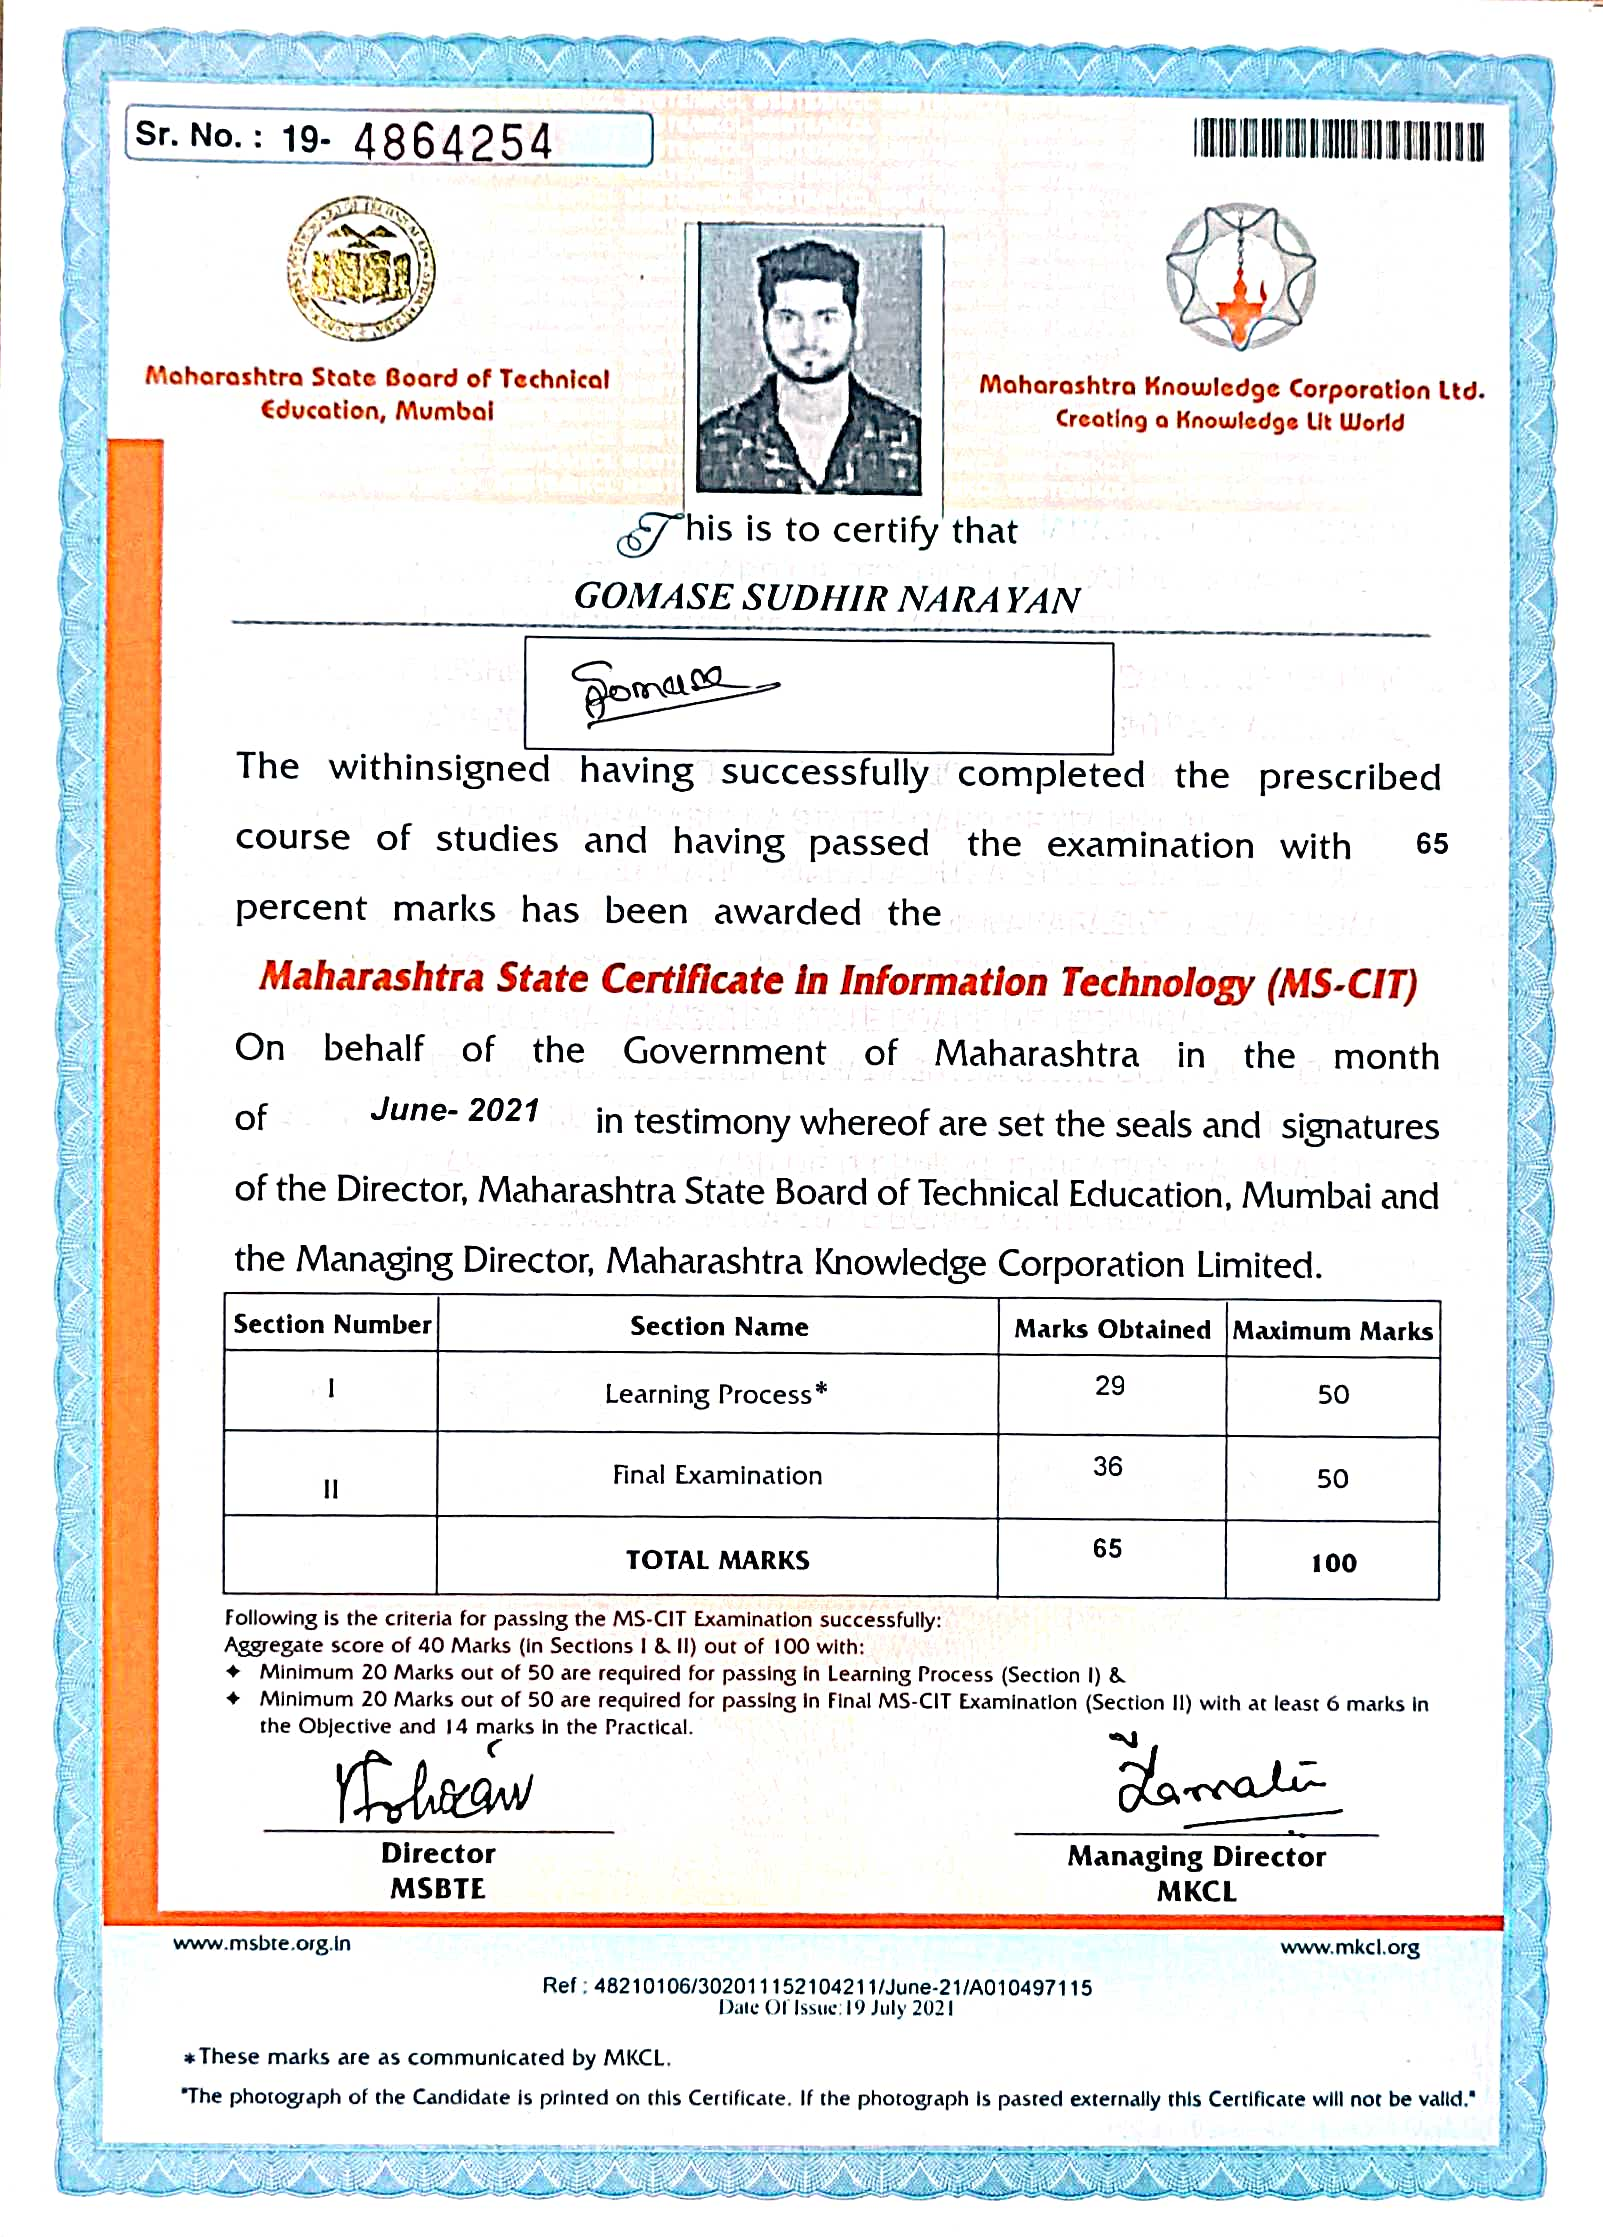 Sr. No. : 19- 4864254
Maharashtra State Board of Technical
Education, Mumbai
Maharashtra Knowledge Corporation Ltd.
Creating a Knowledge Lit World
This is to certify that
GOMASE SUDHIR NARAYAN
Gomase
The withinsigned having successfully completed the prescribed
course of studies and having passed the examination with 65
percent marks has been awarded the
Maharashtra State Certificate in Information Technology (MS-CIT)
On behalf of the Government of Maharashtra in the month
of June- 2021 in testimony whereof are set the seals and signatures
of the Director, Maharashtra State Board of Technical Education, Mumbai and
the Managing Director, Maharashtra Knowledge Corporation Limited.
Section Number Section Name Marks Obtained Maximum Marks
I Learning Process* 29 50
II Final Examination 36 50
TOTAL MARKS 65 100
Following is the criteria for passing the MS-CIT Examination successfully:
Aggregate score of 40 Marks (in Sections I & II) out of 100 with:
✦ Minimum 20 Marks out of 50 are required for passing in Learning Process (Section I) &
✦ Minimum 20 Marks out of 50 are required for passing in Final MS-CIT Examination (Section II) with at least 6 marks in
the Objective and 14 marks in the Practical.
Director
MSBTE
Managing Director
MKCL
www.msbte.org.in
www.mkcl.org
Ref : 48210106/302011152104211/June-21/A010497115
Date Of Issue:19 July 2021
*These marks are as communicated by MKCL.
"The photograph of the Candidate is printed on this Certificate. If the photograph is pasted externally this Certificate will not be valid."